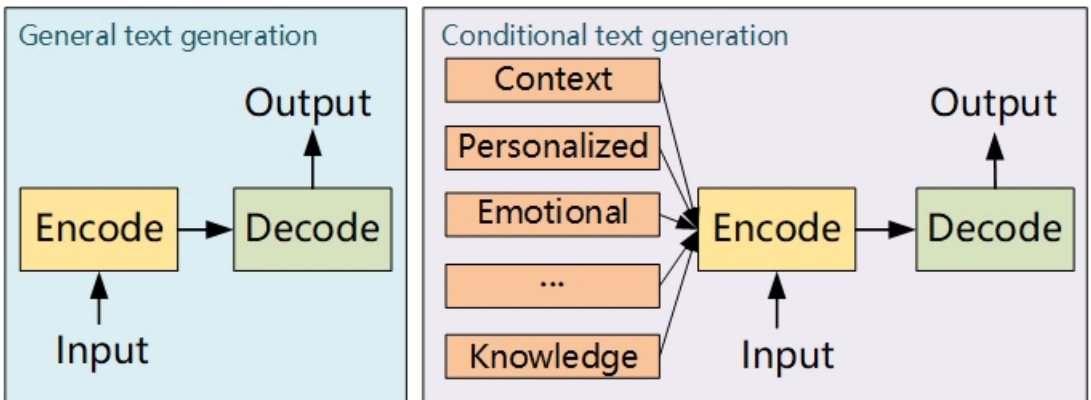 General text generation
Output
Encode
Decode
Input
Conditional text generation
Context
Personalized
Emotional
...
Knowledge
Output
Encode
Decode
Input